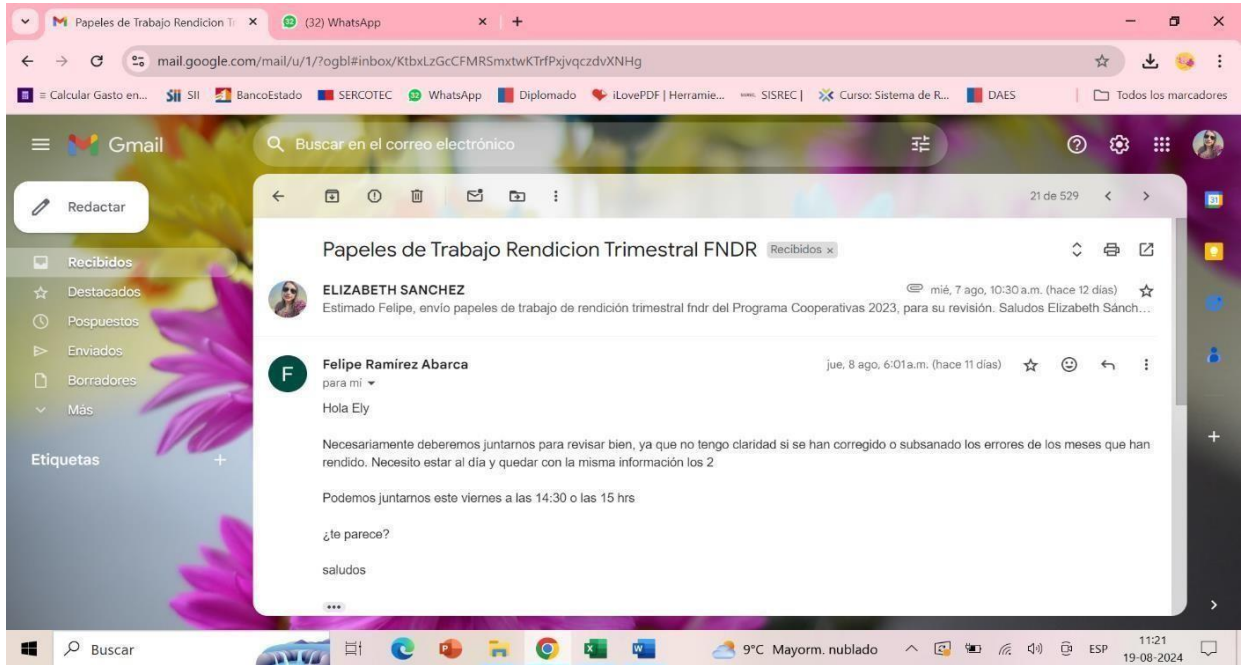 Papeles de Trabajo Rendicion Tr
(32) WhatsApp
mail.google.com/mail/u/1/?ogbl#inbox/KtbxLzGcCFMRSmxtwKTrfPxjvqczdvXNHg
= Calcular Gasto en... SII BancoEstado SERCOTEC WhatsApp Diplomado iLovePDF | Herramie... SISREC | Curso: Sistema de R... DAES Todos los marcadores
Gmail
Buscar en el correo electrónico
Redactar
21 de 529
Recibidos
Destacados
Pospuestos
Enviados
Borradores
Más
Etiquetas
Papeles de Trabajo Rendicion Trimestral FNDR Recibidos x
ELIZABETH SANCHEZ mié, 7 ago, 10:30 a.m. (hace 12 días)
Estimado Felipe, envío papeles de trabajo de rendición trimestral fndr del Programa Cooperativas 2023, para su revisión. Saludos Elizabeth Sánch...
F
Felipe Ramírez Abarca jue, 8 ago, 6:01 a.m. (hace 11 días)
para mí
Hola Ely
Necesariamente deberemos juntarnos para revisar bien, ya que no tengo claridad si se han corregido o subsanado los errores de los meses que han
rendido. Necesito estar al día y quedar con la misma información los 2
Podemos juntarnos este viernes a las 14:30 o las 15 hrs
¿te parece?
saludos
31
Buscar
9°C Mayorm. nublado
ESP
11:21
19-08-2024